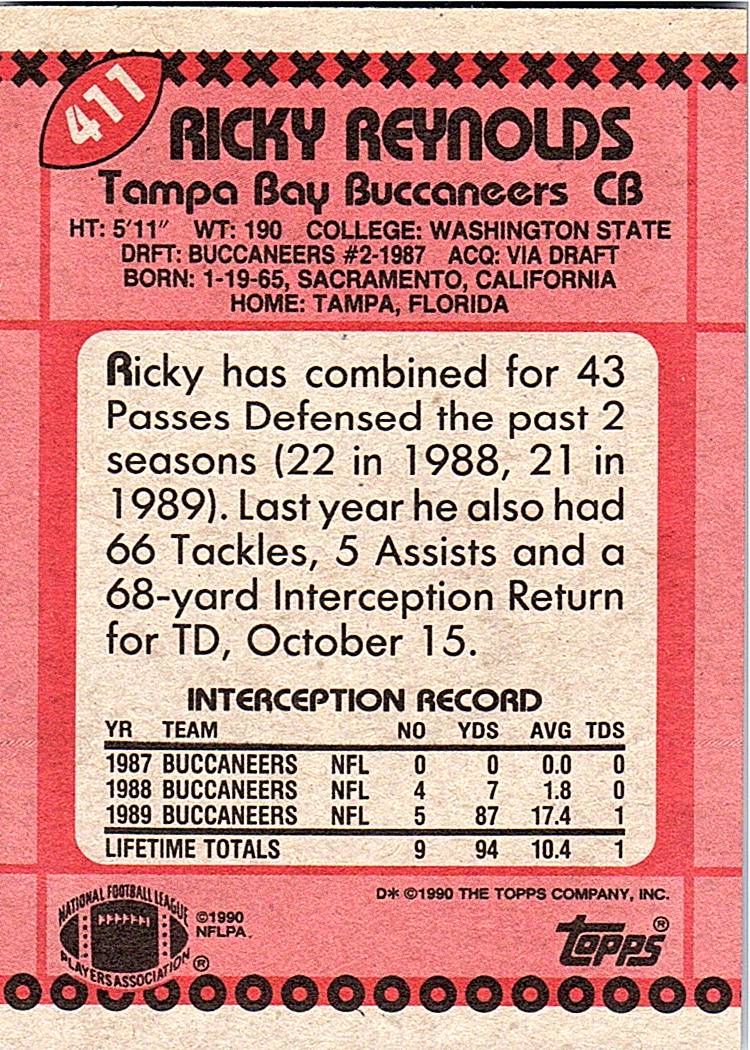 411
RICKY REYNOLDS
Tampa Bay Buccaneers CB
HT: 5'11" WT: 190 COLLEGE: WASHINGTON STATE
DRFT: BUCCANEERS #2-1987 ACQ: VIA DRAFT
BORN: 1-19-65, SACRAMENTO, CALIFORNIA
HOME: TAMPA, FLORIDA
Ricky has combined for 43
Passes Defensed the past 2
seasons (22 in 1988, 21 in
1989). Last year he also had
66 Tackles, 5 Assists and a
68-yard Interception Return
for TD, October 15.
INTERCEPTION RECORD
YR TEAM NO YDS AVG TDS
1987 BUCCANEERS NFL 0 0 0.0 0
1988 BUCCANEERS NFL 4 7 1.8 0
1989 BUCCANEERS NFL 5 87 17.4 1
LIFETIME TOTALS 9 94 10.4 1
D* ©1990 THE TOPPS COMPANY, INC.
NATIONAL FOOTBALL LEAGUE
PLAYERS ASSOCIATION ®
©1990
NFLPA
topps®